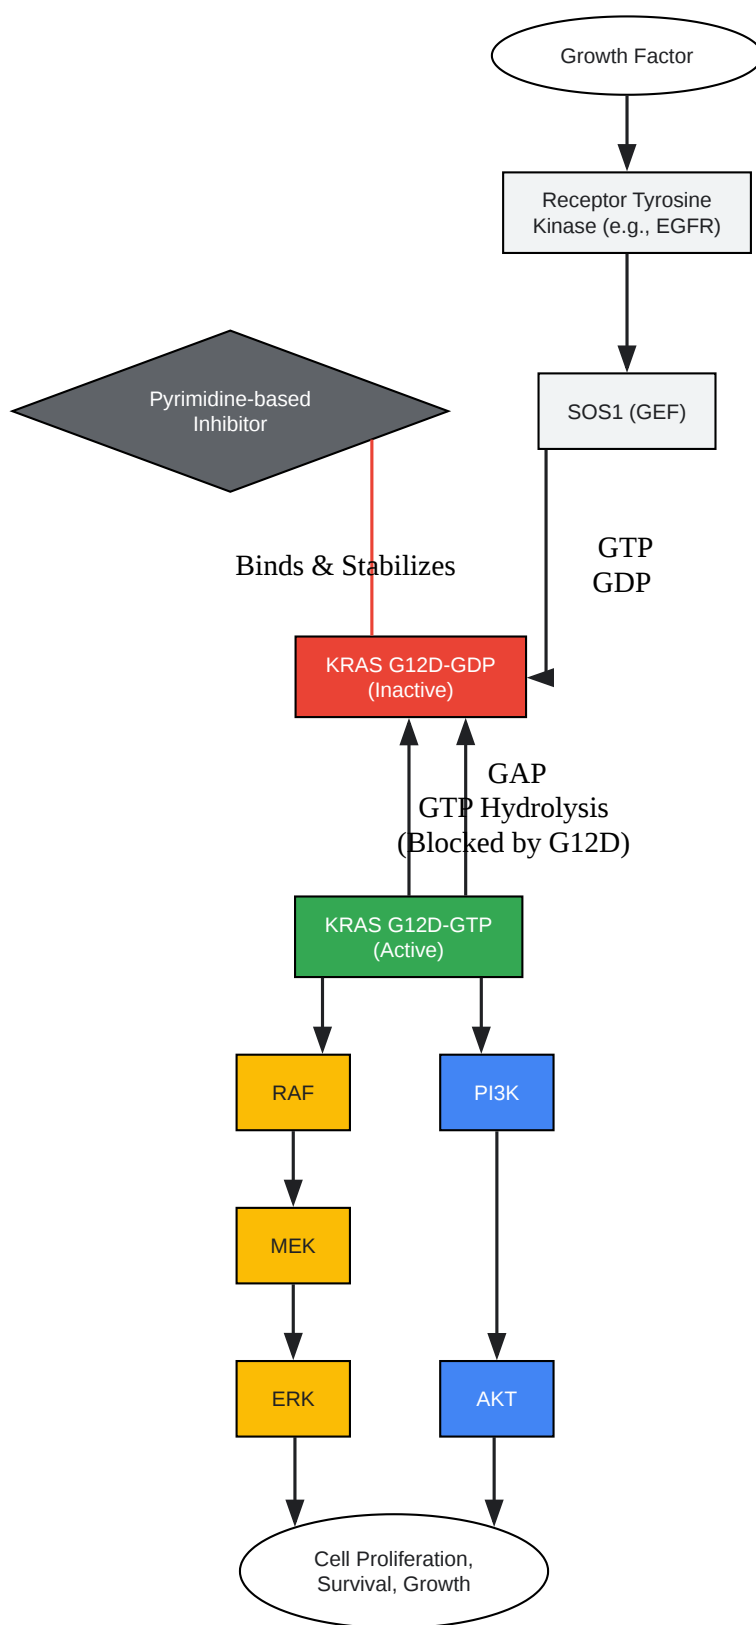 Growth Factor
Receptor Tyrosine
Kinase (e.g., EGFR)
Pyrimidine-based
Inhibitor
SOS1 (GEF)
GTP
GDP
Binds & Stabilizes
KRAS G12D-GDP
(Inactive)
GAP
GTP Hydrolysis
(Blocked by G12D)
KRAS G12D-GTP
(Active)
RAF
PI3K
MEK
ERK
AKT
Cell Proliferation,
Survival, Growth